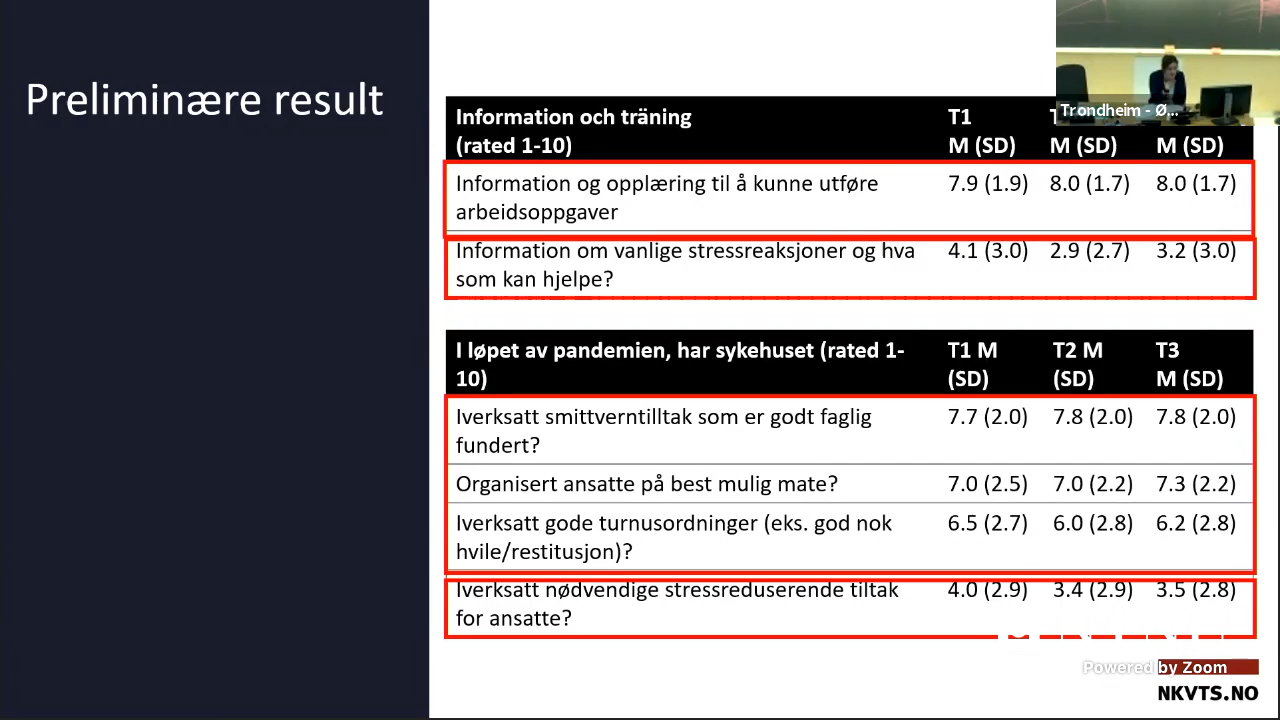 Preliminære result
Trondheim - Ø...
Information och träning
(rated 1-10)
T1
M (SD)
T
M (SD)
M (SD)
Information og opplæring til å kunne utføre
arbeidsoppgaver
7.9 (1.9) 8.0 (1.7) 8.0 (1.7)
Information om vanlige stressreaksjoner og hva
som kan hjelpe?
4.1 (3.0) 2.9 (2.7) 3.2 (3.0)
I løpet av pandemien, har sykehuset (rated 1-
10)
T1 M
(SD)
T2 M
(SD)
T3
M (SD)
Iverksatt smittverntilltak som er godt faglig
fundert?
7.7 (2.0) 7.8 (2.0) 7.8 (2.0)
Organisert ansatte på best mulig mate?
7.0 (2.5) 7.0 (2.2) 7.3 (2.2)
Iverksatt gode turnusordninger (eks. god nok
hvile/restitusjon)?
6.5 (2.7) 6.0 (2.8) 6.2 (2.8)
Iverksatt nødvendige stressreduserende tiltak
for ansatte?
4.0 (2.9) 3.4 (2.9) 3.5 (2.8)
Powered by Zoom
NKVTS.NO